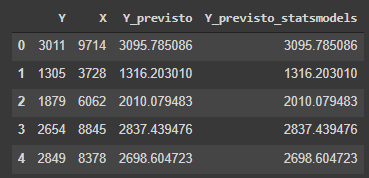 Y X Y_previsto Y_previsto_statsmodels
0 3011 9714 3095.785086 3095.785086
1 1305 3728 1316.203010 1316.203010
2 1879 6062 2010.079483 2010.079483
3 2654 8845 2837.439476 2837.439476
4 2849 8378 2698.604723 2698.604723